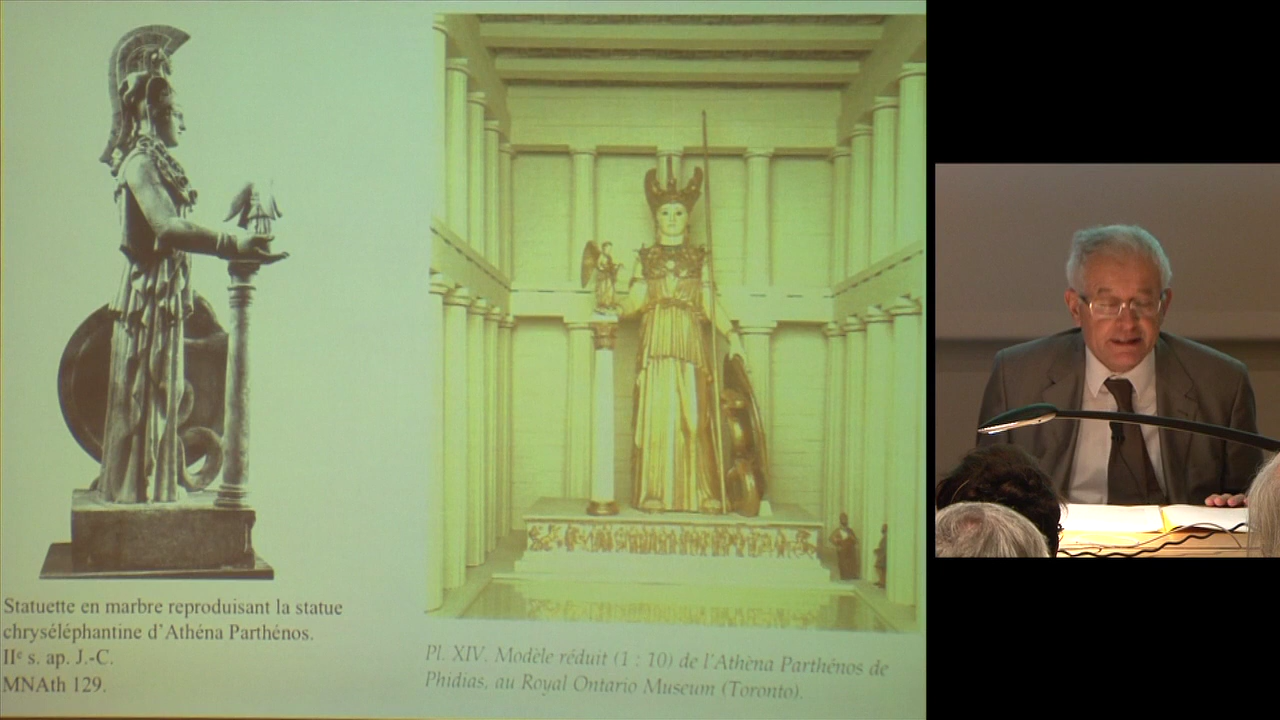 Statuette en marbre reproduisant la statue
chryséléphantine d'Athéna Parthénos.
IIᵉ s. ap. J.-C.
MNAth 129.
Pl. XIV. Modèle réduit (1 : 10) de l'Athèna Parthénos de
Phidias, au Royal Ontario Museum (Toronto).